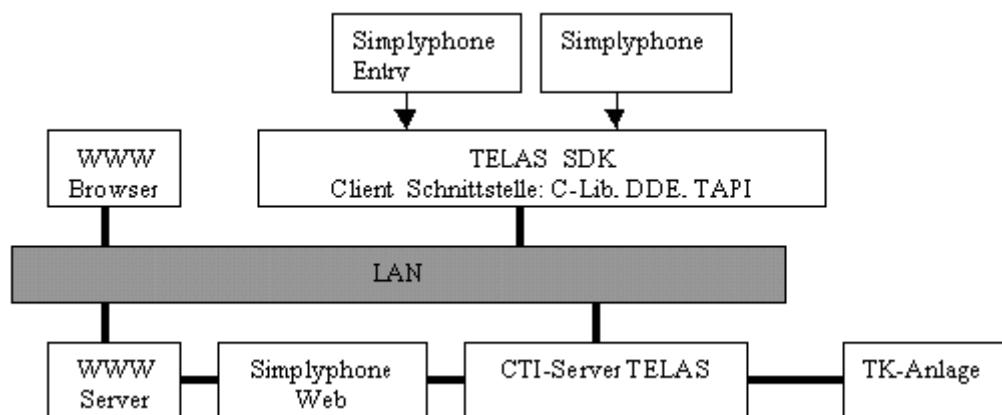 Simplyphone
Entry
Simplyphone
WWW
Browser
TELAS SDK
Client Schnittstelle: C-Lib, DDE, TAPI
LAN
WWW
Server
Simplyphone
Web
CTI-Server TELAS
TK-Anlage